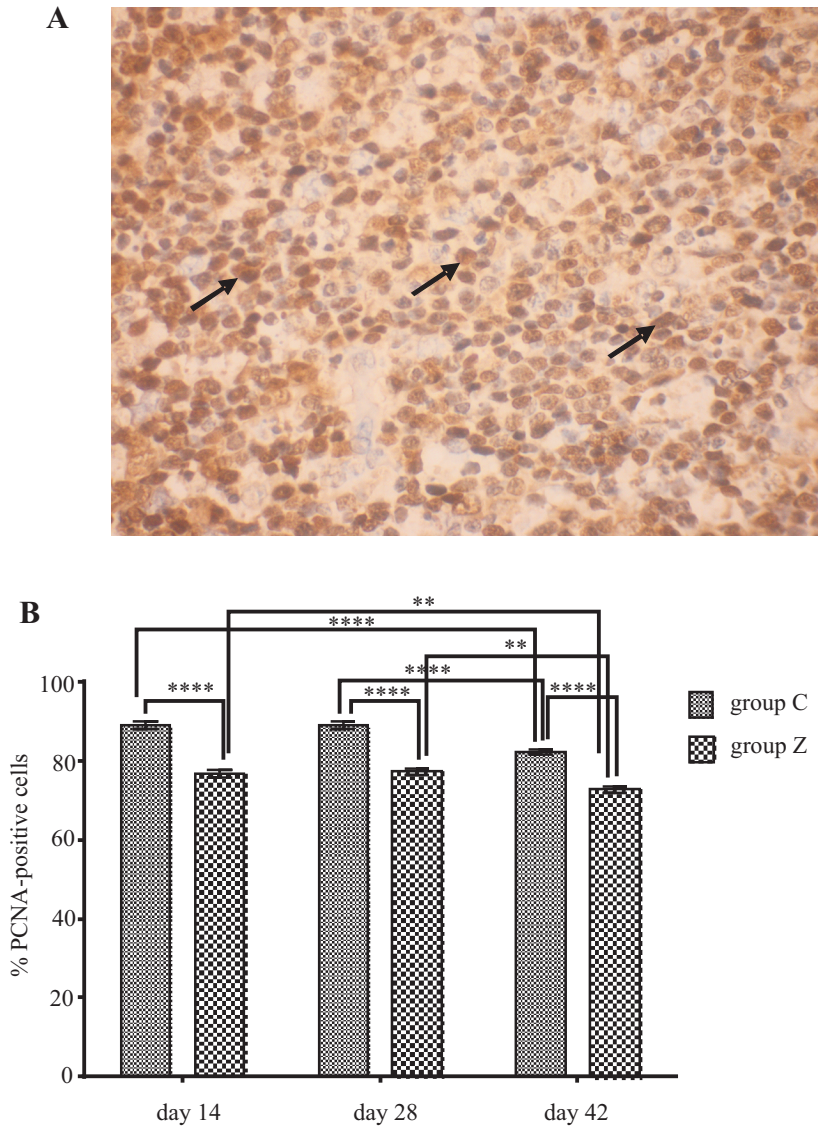 A
B
**
****
**
****
****
****
****
100
80
60
40
20
0
% PCNA-positive cells
day 14
day 28
day 42
group C
group Z